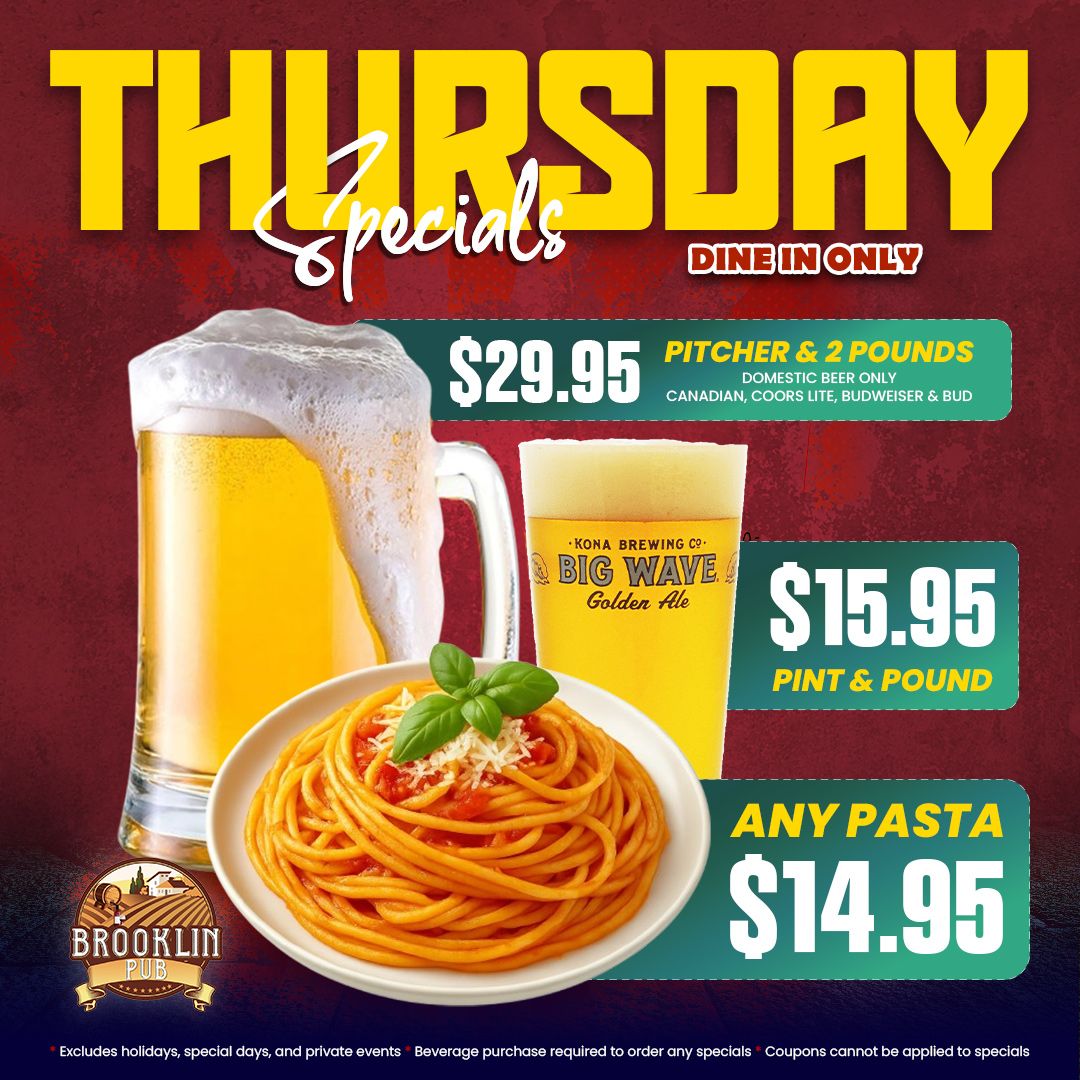 THURSDAY
Specials
DINE IN ONLY
$29.95
PITCHER & 2 POUNDS
DOMESTIC BEER ONLY
CANADIAN, COORS LITE, BUDWEISER & BUD
·KONA BREWING Cº·
BIG WAVE
Golden Ale
$15.95
PINT & POUND
ANY PASTA
$14.95
BROOKLIN
PUB
* Excludes holidays, special days, and private events * Beverage purchase required to order any specials * Coupons cannot be applied to specials